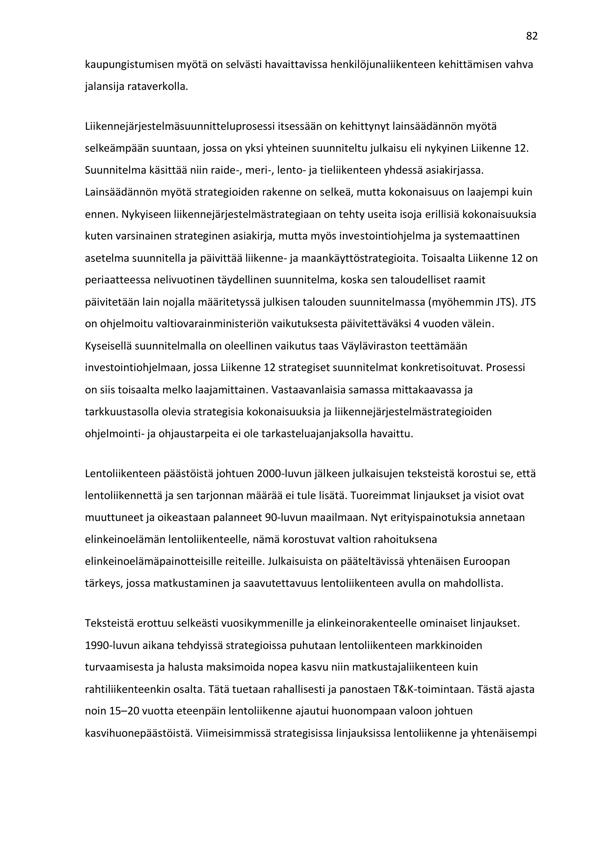 82
kaupungistumisen myötä on selvästi havaittavissa henkilöjunaliikenteen kehittämisen vahva
jalansija rataverkolla.
Liikennejärjestelmäsuunnitteluprosessi itsessään on kehittynyt lainsäädännön myötä
selkeämpään suuntaan, jossa on yksi yhteinen suunniteltu julkaisu eli nykyinen Liikenne 12.
Suunnitelma käsittää niin raide-, meri-, lento- ja tieliikenteen yhdessä asiakirjassa.
Lainsäädännön myötä strategioiden rakenne on selkeä, mutta kokonaisuus on laajempi kuin
ennen. Nykyiseen liikennejärjestelmästrategiaan on tehty useita isoja erillisiä kokonaisuuksia
kuten varsinainen strateginen asiakirja, mutta myös investointiohjelma ja systemaattinen
asetelma suunnitella ja päivittää liikenne- ja maankäyttöstrategioita. Toisaalta Liikenne 12 on
periaatteessa nelivuotinen täydellinen suunnitelma, koska sen taloudelliset raamit
päivitetään lain nojalla määritetyssä julkisen talouden suunnitelmassa (myöhemmin JTS). JTS
on ohjelmoitu valtiovarainministeriön vaikutuksesta päivitettäväksi 4 vuoden välein.
Kyseisellä suunnitelmalla on oleellinen vaikutus taas Väyläviraston teettämään
investointiohjelmaan, jossa Liikenne 12 strategiset suunnitelmat konkretisoituvat. Prosessi
on siis toisaalta melko laajamittainen. Vastaavanlaisia samassa mittakaavassa ja
tarkkuustasolla olevia strategisia kokonaisuuksia ja liikennejärjestelmästrategioiden
ohjelmointi- ja ohjaustarpeita ei ole tarkasteluajanjaksolla havaittu.
Lentoliikenteen päästöistä johtuen 2000-luvun jälkeen julkaisujen teksteistä korostui se, että
lentoliikennettä ja sen tarjonnan määrää ei tule lisätä. Tuoreimmat linjaukset ja visiot ovat
muuttuneet ja oikeastaan palanneet 90-luvun maailmaan. Nyt erityispainotuksia annetaan
elinkeinoelämän lentoliikenteelle, nämä korostuvat valtion rahoituksena
elinkeinoelämäpainotteisille reiteille. Julkaisuista on pääteltävissä yhtenäisen Euroopan
tärkeys, jossa matkustaminen ja saavutettavuus lentoliikenteen avulla on mahdollista.
Teksteistä erottuu selkeästi vuosikymmenille ja elinkeinorakenteelle ominaiset linjaukset.
1990-luvun aikana tehdyissä strategioissa puhutaan lentoliikenteen markkinoiden
turvaamisesta ja halusta maksimoida nopea kasvu niin matkustajaliikenteen kuin
rahtiliikenteenkin osalta. Tätä tuetaan rahallisesti ja panostaen T&K-toimintaan. Tästä ajasta
noin 15–20 vuotta eteenpäin lentoliikenne ajautui huonompaan valoon johtuen
kasvihuonepäästöistä. Viimeisimmissä strategisissa linjauksissa lentoliikenne ja yhtenäisempi